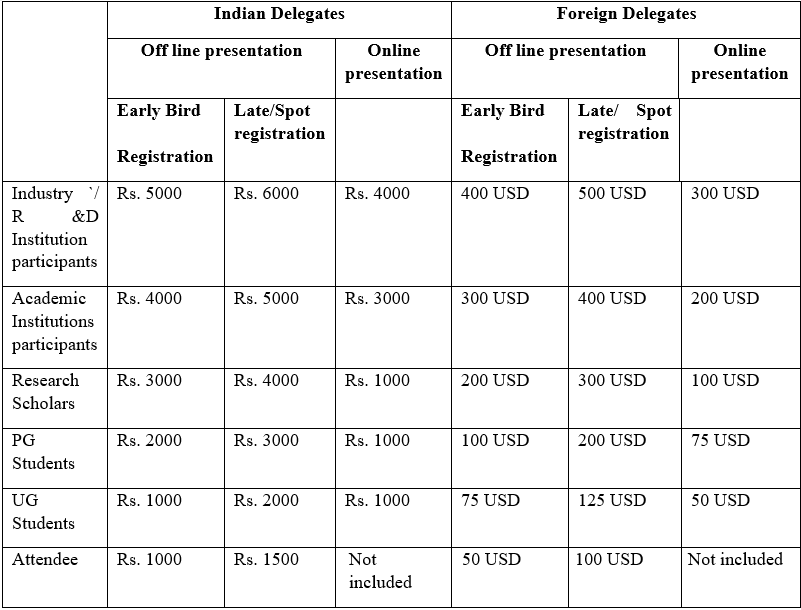 Indian Delegates Foreign Delegates
Off line presentation Online presentation Off line presentation Online presentation
Early Bird Registration Late/Spot registration Early Bird Registration Late/ Spot registration
Industry `/ R &D Institution participants Rs. 5000 Rs. 6000 Rs. 4000 400 USD 500 USD 300 USD
Academic Institutions participants Rs. 4000 Rs. 5000 Rs. 3000 300 USD 400 USD 200 USD
Research Scholars Rs. 3000 Rs. 4000 Rs. 1000 200 USD 300 USD 100 USD
PG Students Rs. 2000 Rs. 3000 Rs. 1000 100 USD 200 USD 75 USD
UG Students Rs. 1000 Rs. 2000 Rs. 1000 75 USD 125 USD 50 USD
Attendee Rs. 1000 Rs. 1500 Not included 50 USD 100 USD Not included